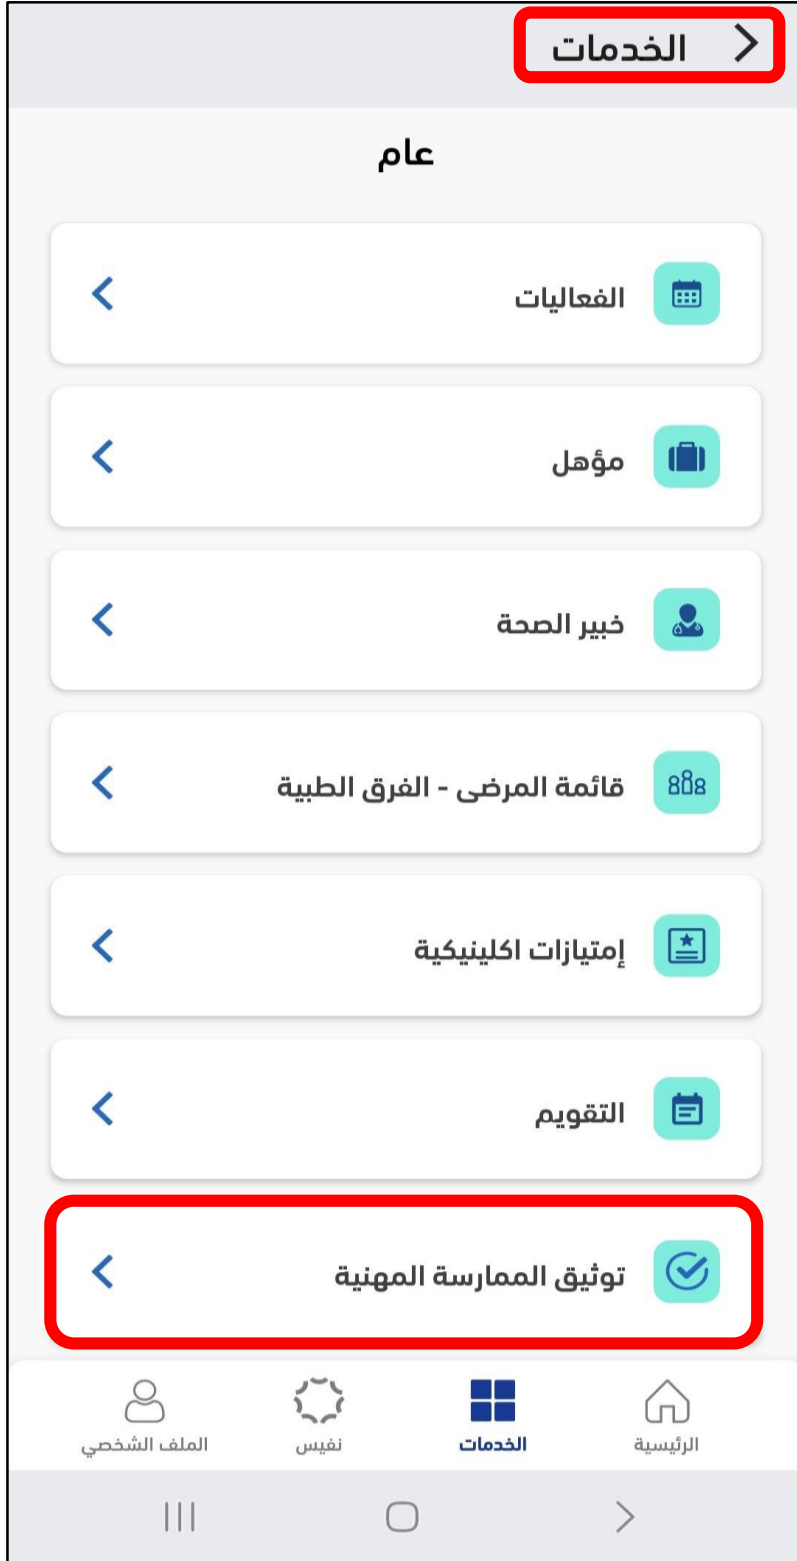 الخدمات
عام
الفعاليات
مؤهل
خبير الصحة
قائمة المرضى - الفرق الطبية
إمتيازات اكلينيكية
التقويم
توثيق الممارسة المهنية
الرئيسية
الخدمات
نفيس
الملف الشخصي